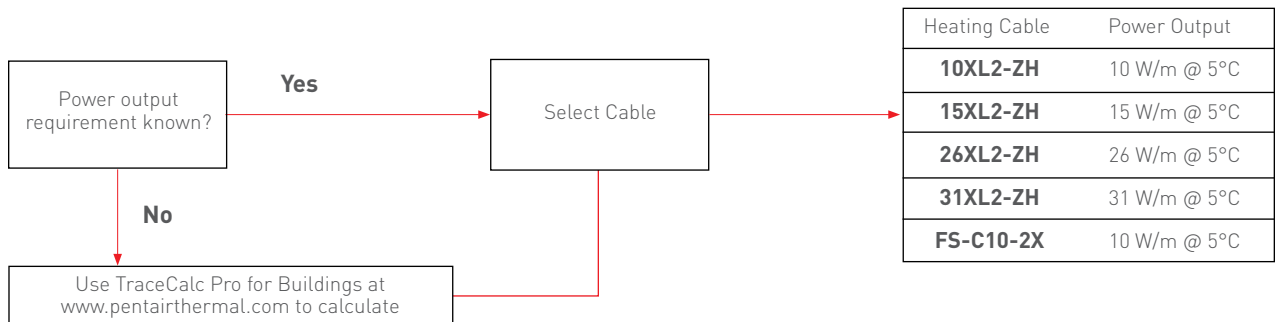 Power output
requirement known?
Yes
Select Cable
No
Use TraceCalc Pro for Buildings at
www.pentairthermal.com to calculate
Heating Cable Power Output
10XL2-ZH 10 W/m @ 5°C
15XL2-ZH 15 W/m @ 5°C
26XL2-ZH 26 W/m @ 5°C
31XL2-ZH 31 W/m @ 5°C
FS-C10-2X 10 W/m @ 5°C